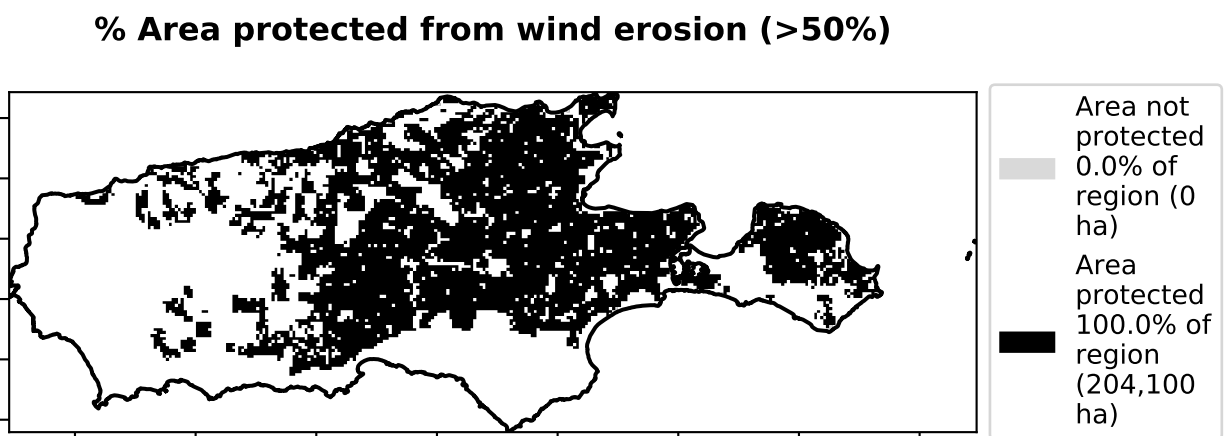 % Area protected from wind erosion (>50%)
Area not
protected
0.0% of
region (0
ha)
Area
protected
100.0% of
region
(204,100
ha)